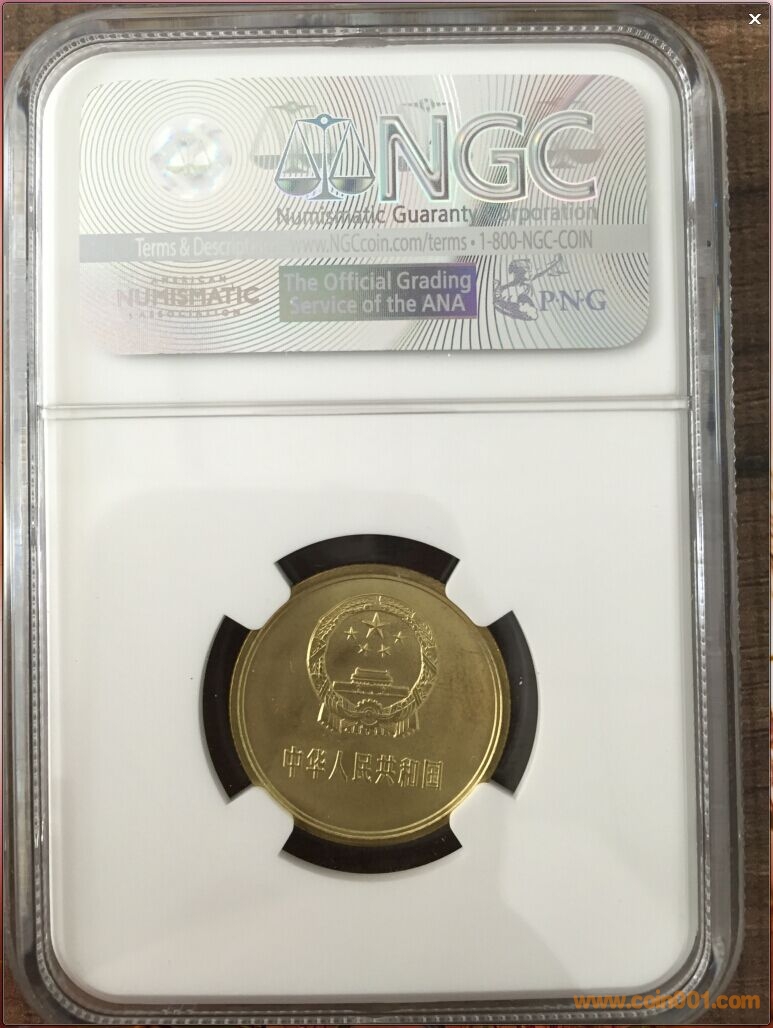 NGC
Numismatic Guaranty Corporation
Terms & Descriptions www.NGCcoin.com/terms • 1-800-NGC-COIN
AMERICAN
NUMISMATIC
ASSOCIATION
The Official Grading
Service of the ANA
P·N·G
中华人民共和国
www.coin001.com